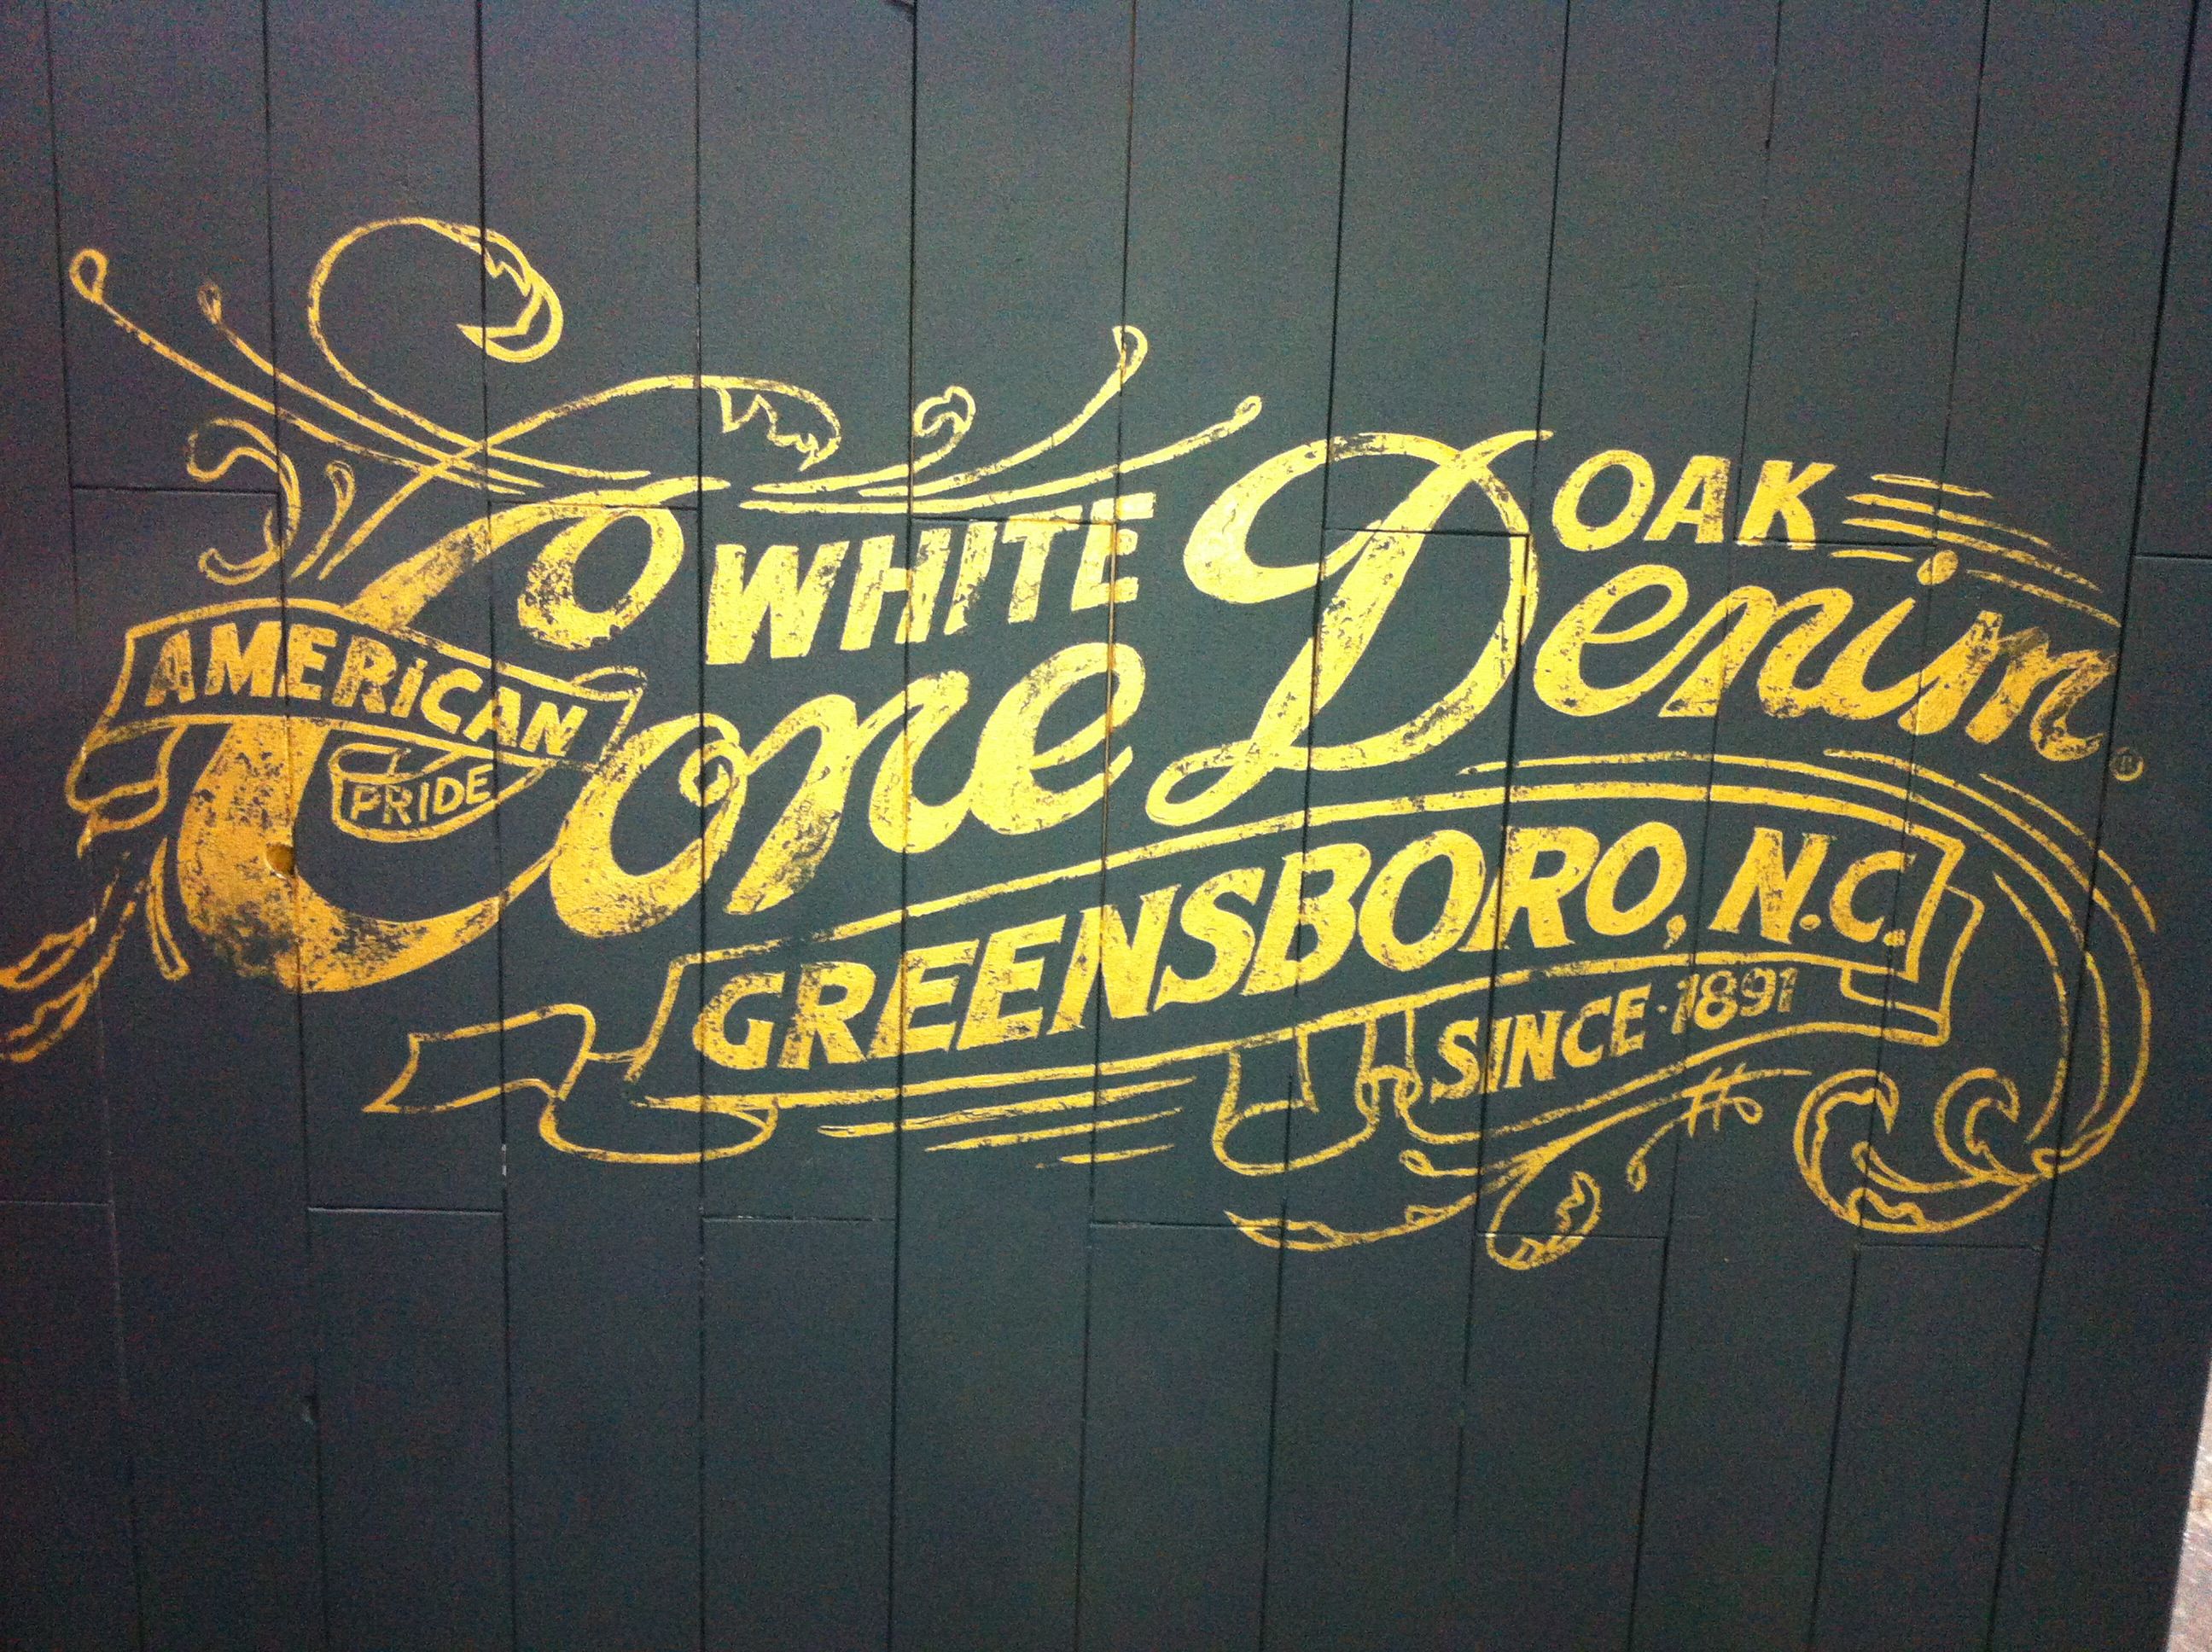 WHITE OAK
Cone Denim®
AMERICAN
PRIDE
GREENSBORO, N.C.
SINCE·1891